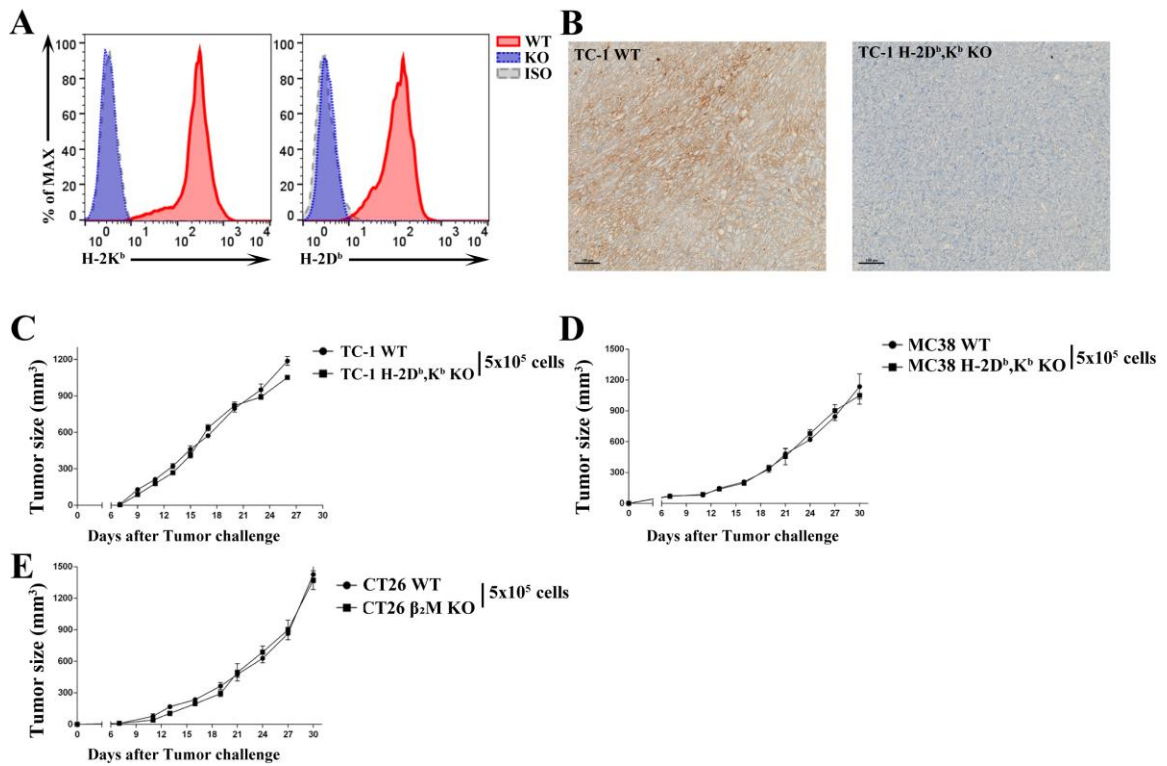 A
% of MAX
100
80
60
40
20
0
10⁰ 10¹ 10² 10³ 10⁴
H-2Kᵇ
100
80
60
40
20
0
10⁰ 10¹ 10² 10³ 10⁴
H-2Dᵇ
WT
KO
ISO
B
TC-1 WT
TC-1 H-2Dᵇ,Kᵇ KO
C
Tumor size (mm³)
1200
900
600
300
0
0 6 9 12 15 18 21 24 27 30
Days after Tumor challenge
TC-1 WT
TC-1 H-2Dᵇ,Kᵇ KO
5x10⁵ cells
D
Tumor size (mm³)
1500
1200
900
600
300
0
0 6 9 12 15 18 21 24 27 30
Days after Tumor challenge
MC38 WT
MC38 H-2Dᵇ,Kᵇ KO
5x10⁵ cells
E
Tumor size (mm³)
1500
1200
900
600
300
0
0 6 9 12 15 18 21 24 27 30
Days after Tumor challenge
CT26 WT
CT26 β₂M KO
5x10⁵ cells